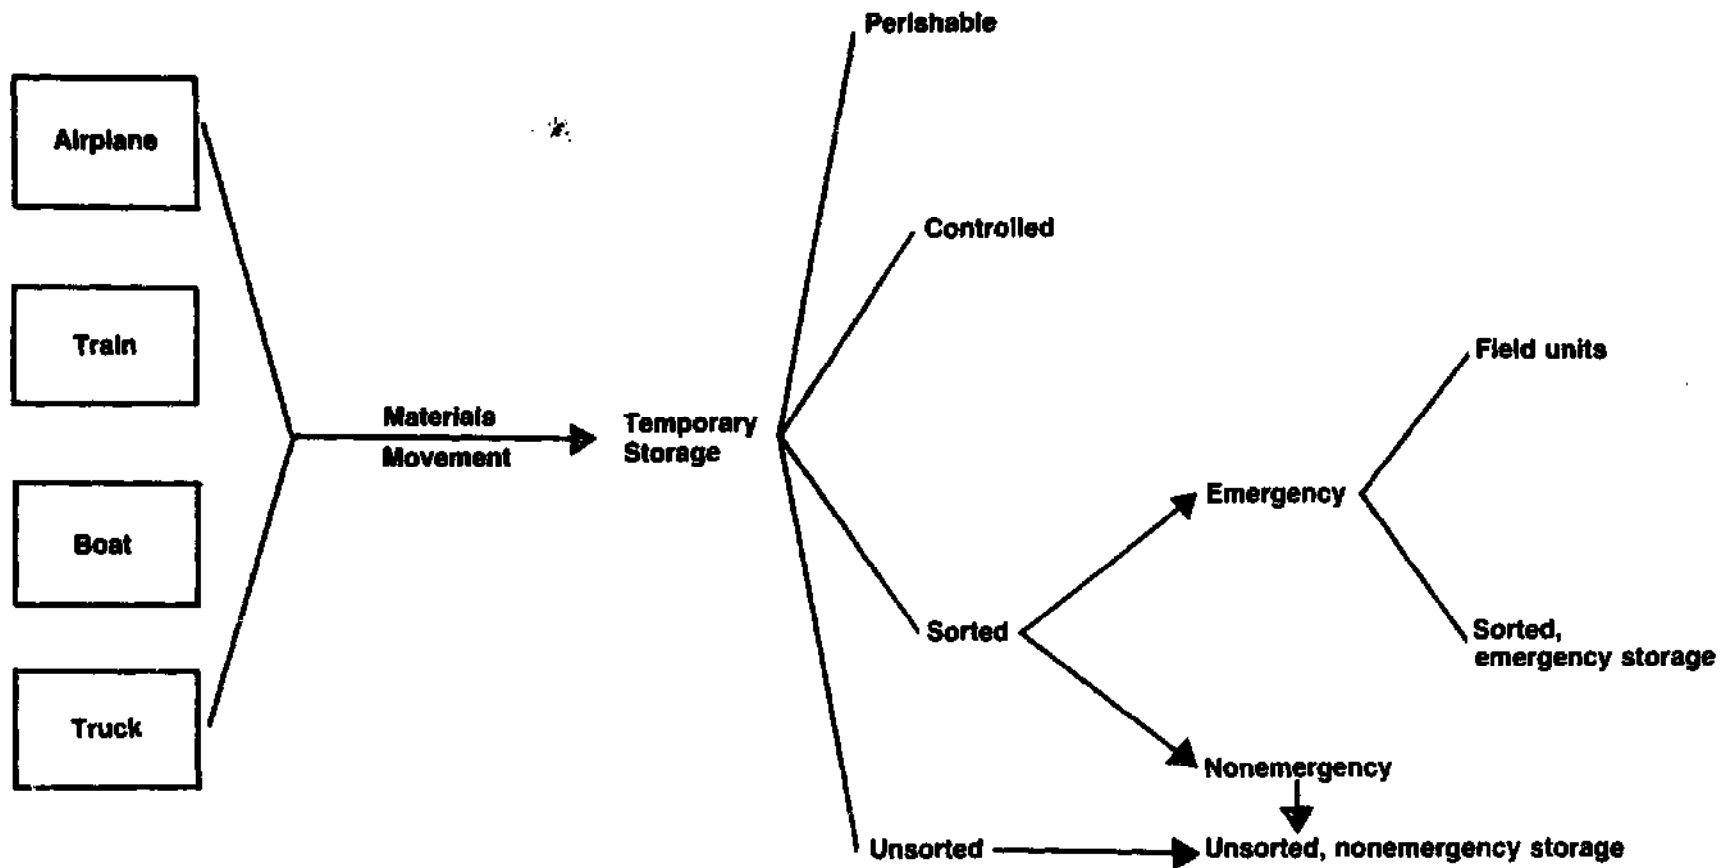 Airplane
Train
Boat
Truck
Materials
Movement
Temporary
Storage
Perishable
Controlled
Sorted
Unsorted
Emergency
Nonemergency
Unsorted, nonemergency storage
Field units
Sorted,
emergency storage